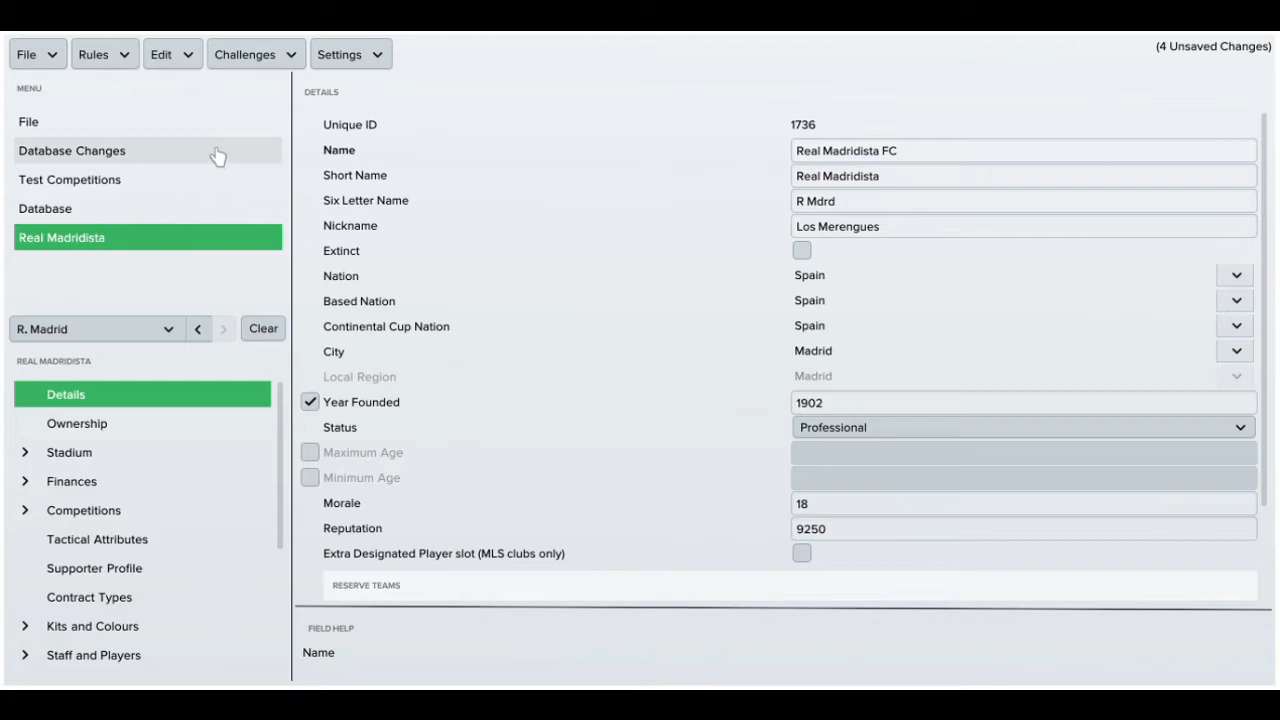 File
Rules
Edit
Challenges
Settings
(4 Unsaved Changes)
MENU
File
Database Changes
Test Competitions
Database
Real Madridista
R. Madrid
Clear
REAL MADRIDISTA
Details
Ownership
Stadium
Finances
Competitions
Tactical Attributes
Supporter Profile
Contract Types
Kits and Colours
Staff and Players
DETAILS
Unique ID 1736
Name Real Madridista FC
Short Name Real Madridista
Six Letter Name R Mdrd
Nickname Los Merengues
Extinct
Nation Spain
Based Nation Spain
Continental Cup Nation Spain
City Madrid
Local Region Madrid
Year Founded 1902
Status Professional
Maximum Age
Minimum Age
Morale 18
Reputation 9250
Extra Designated Player slot (MLS clubs only)
RESERVE TEAMS
FIELD HELP
Name